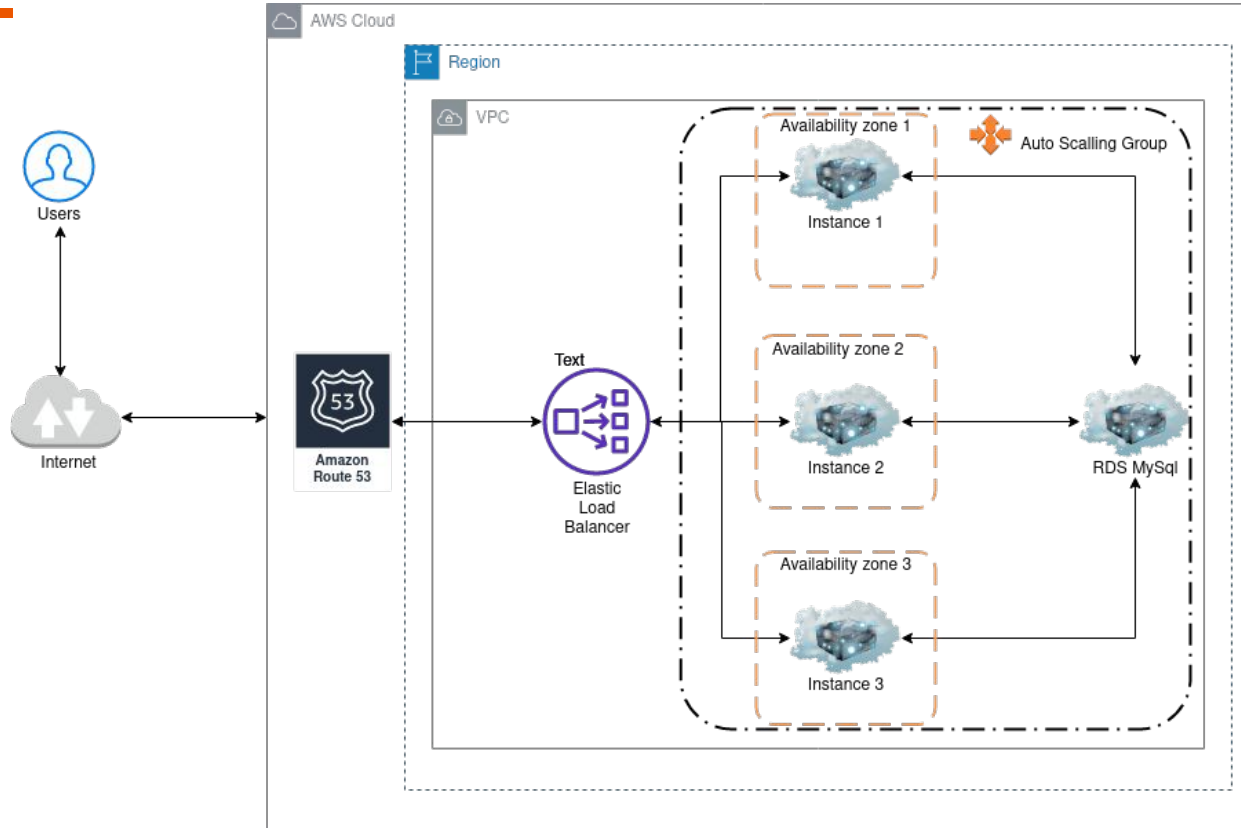 AWS Cloud
Region
VPC
Availability zone 1
Auto Scalling Group
Instance 1
Users
Availability zone 2
Text
53
Amazon
Route 53
Internet
Elastic
Load
Balancer
Instance 2
RDS MySql
Availability zone 3
Instance 3